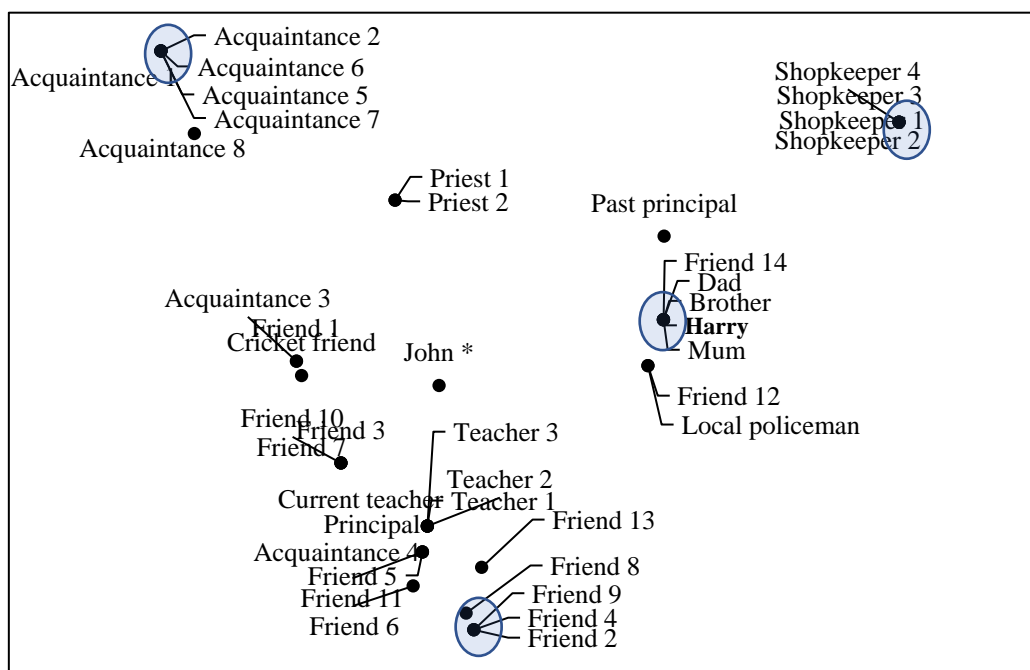 Acquaintance 2
Acquaintance 6
Acquaintance 1
Acquaintance 5
Acquaintance 7
Acquaintance 8
Shopkeeper 4
Shopkeeper 3
Shopkeeper 1
Shopkeeper 2
Priest 1
Priest 2
Past principal
Friend 14
Dad
Brother
Harry
Mum
Friend 12
Local policeman
Acquaintance 3
Friend 1
Cricket friend
John *
Friend 10
Friend 3
Friend 7
Teacher 3
Teacher 2
Current teacher
Teacher 1
Principal
Friend 13
Acquaintance 4
Friend 5
Friend 11
Friend 6
Friend 8
Friend 9
Friend 4
Friend 2